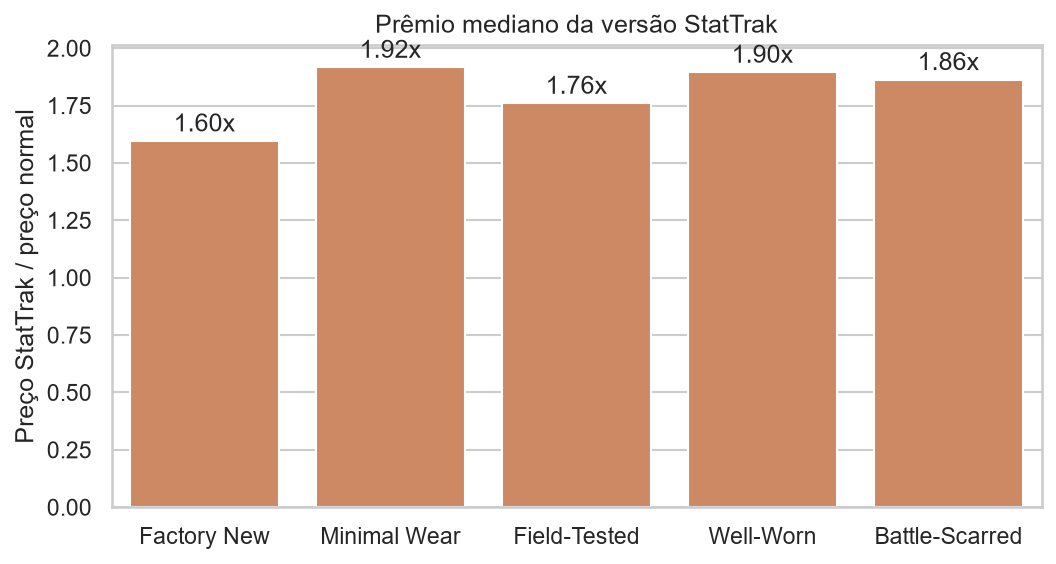 Prêmio mediano da versão StatTrak
Preço StatTrak / preço normal
2.00
1.75
1.50
1.25
1.00
0.75
0.50
0.25
0.00
1.60x
1.92x
1.76x
1.90x
1.86x
Factory New
Minimal Wear
Field-Tested
Well-Worn
Battle-Scarred